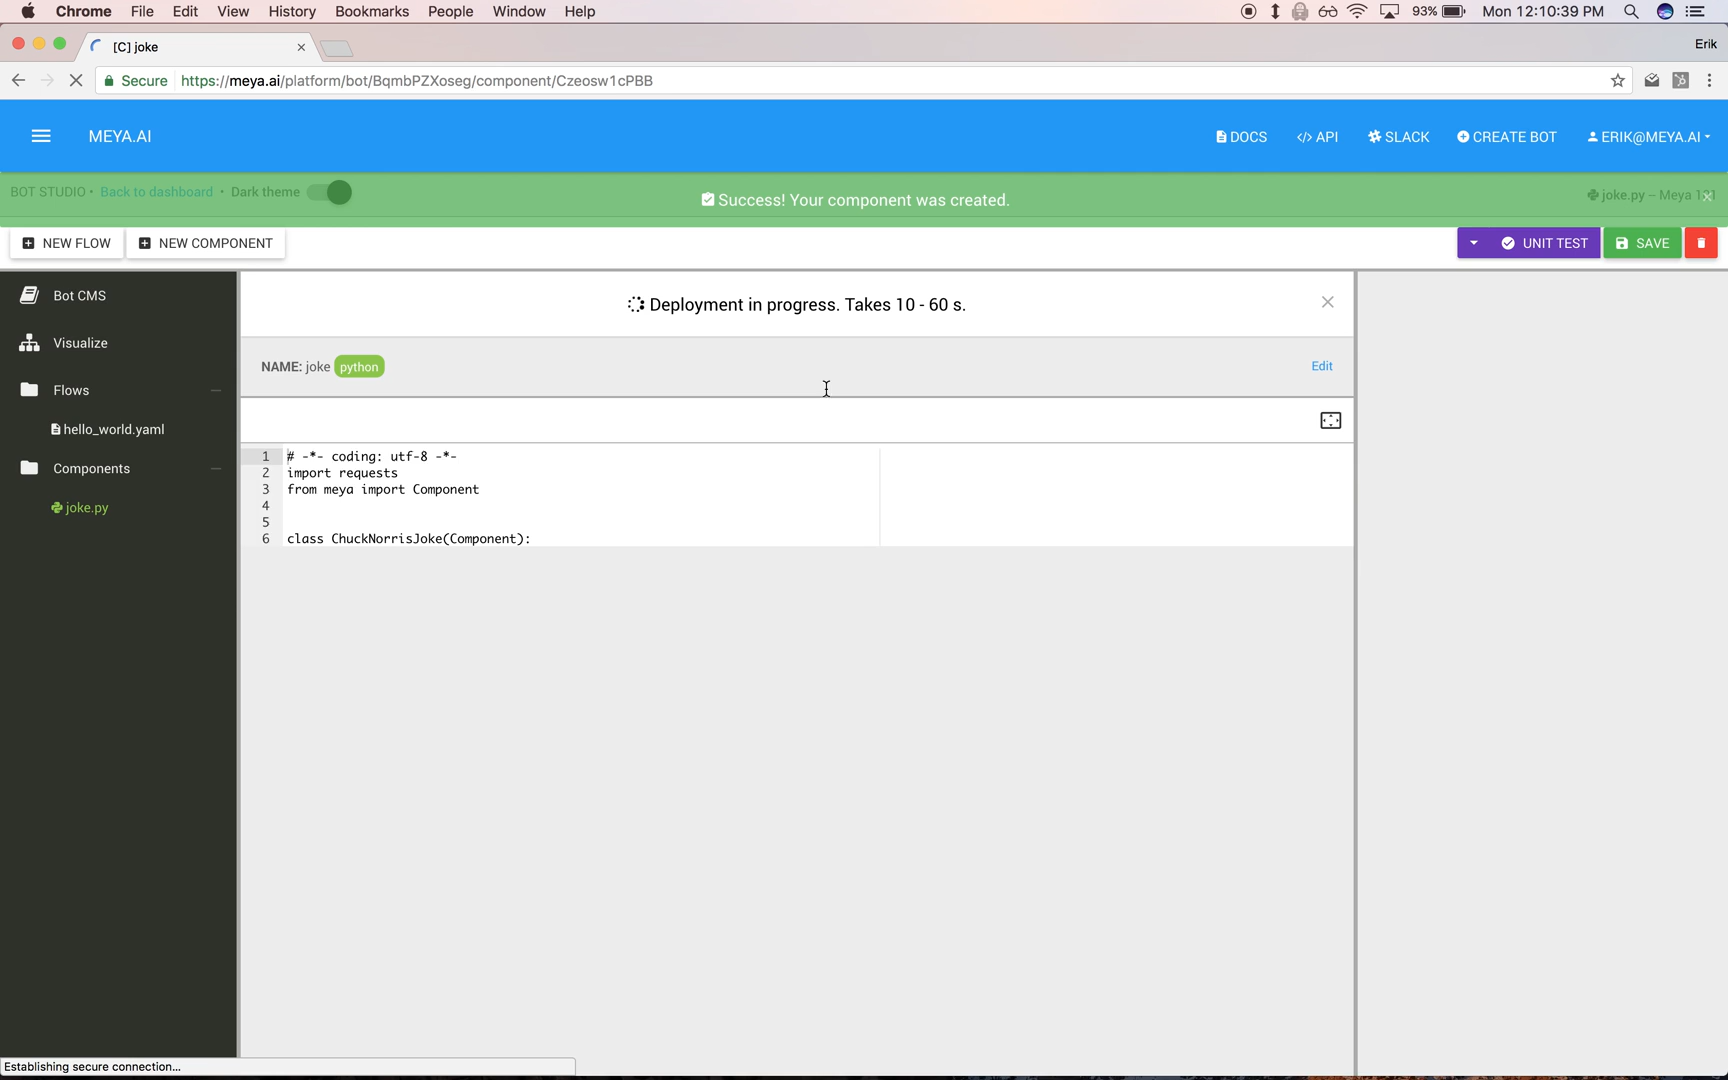 Chrome File Edit View History Bookmarks People Window Help 93% Mon 12:10:39 PM
[C] joke Erik
Secure https://meya.ai/platform/bot/BqmbPZXoseg/component/Czeosw1cPBB
MEYA.AI DOCS </> API SLACK CREATE BOT ERIK@MEYA.AI
BOT STUDIO • Back to dashboard • Dark theme Success! Your component was created. joke.py – Meya
NEW FLOW NEW COMPONENT UNIT TEST SAVE
Bot CMS
Visualize
Flows
hello_world.yaml
Components
joke.py
Deployment in progress. Takes 10 - 60 s.
NAME: joke python Edit
1 # -*- coding: utf-8 -*-
2 import requests
3 from meya import Component
4
5
6 class ChuckNorrisJoke(Component):
Establishing secure connection...